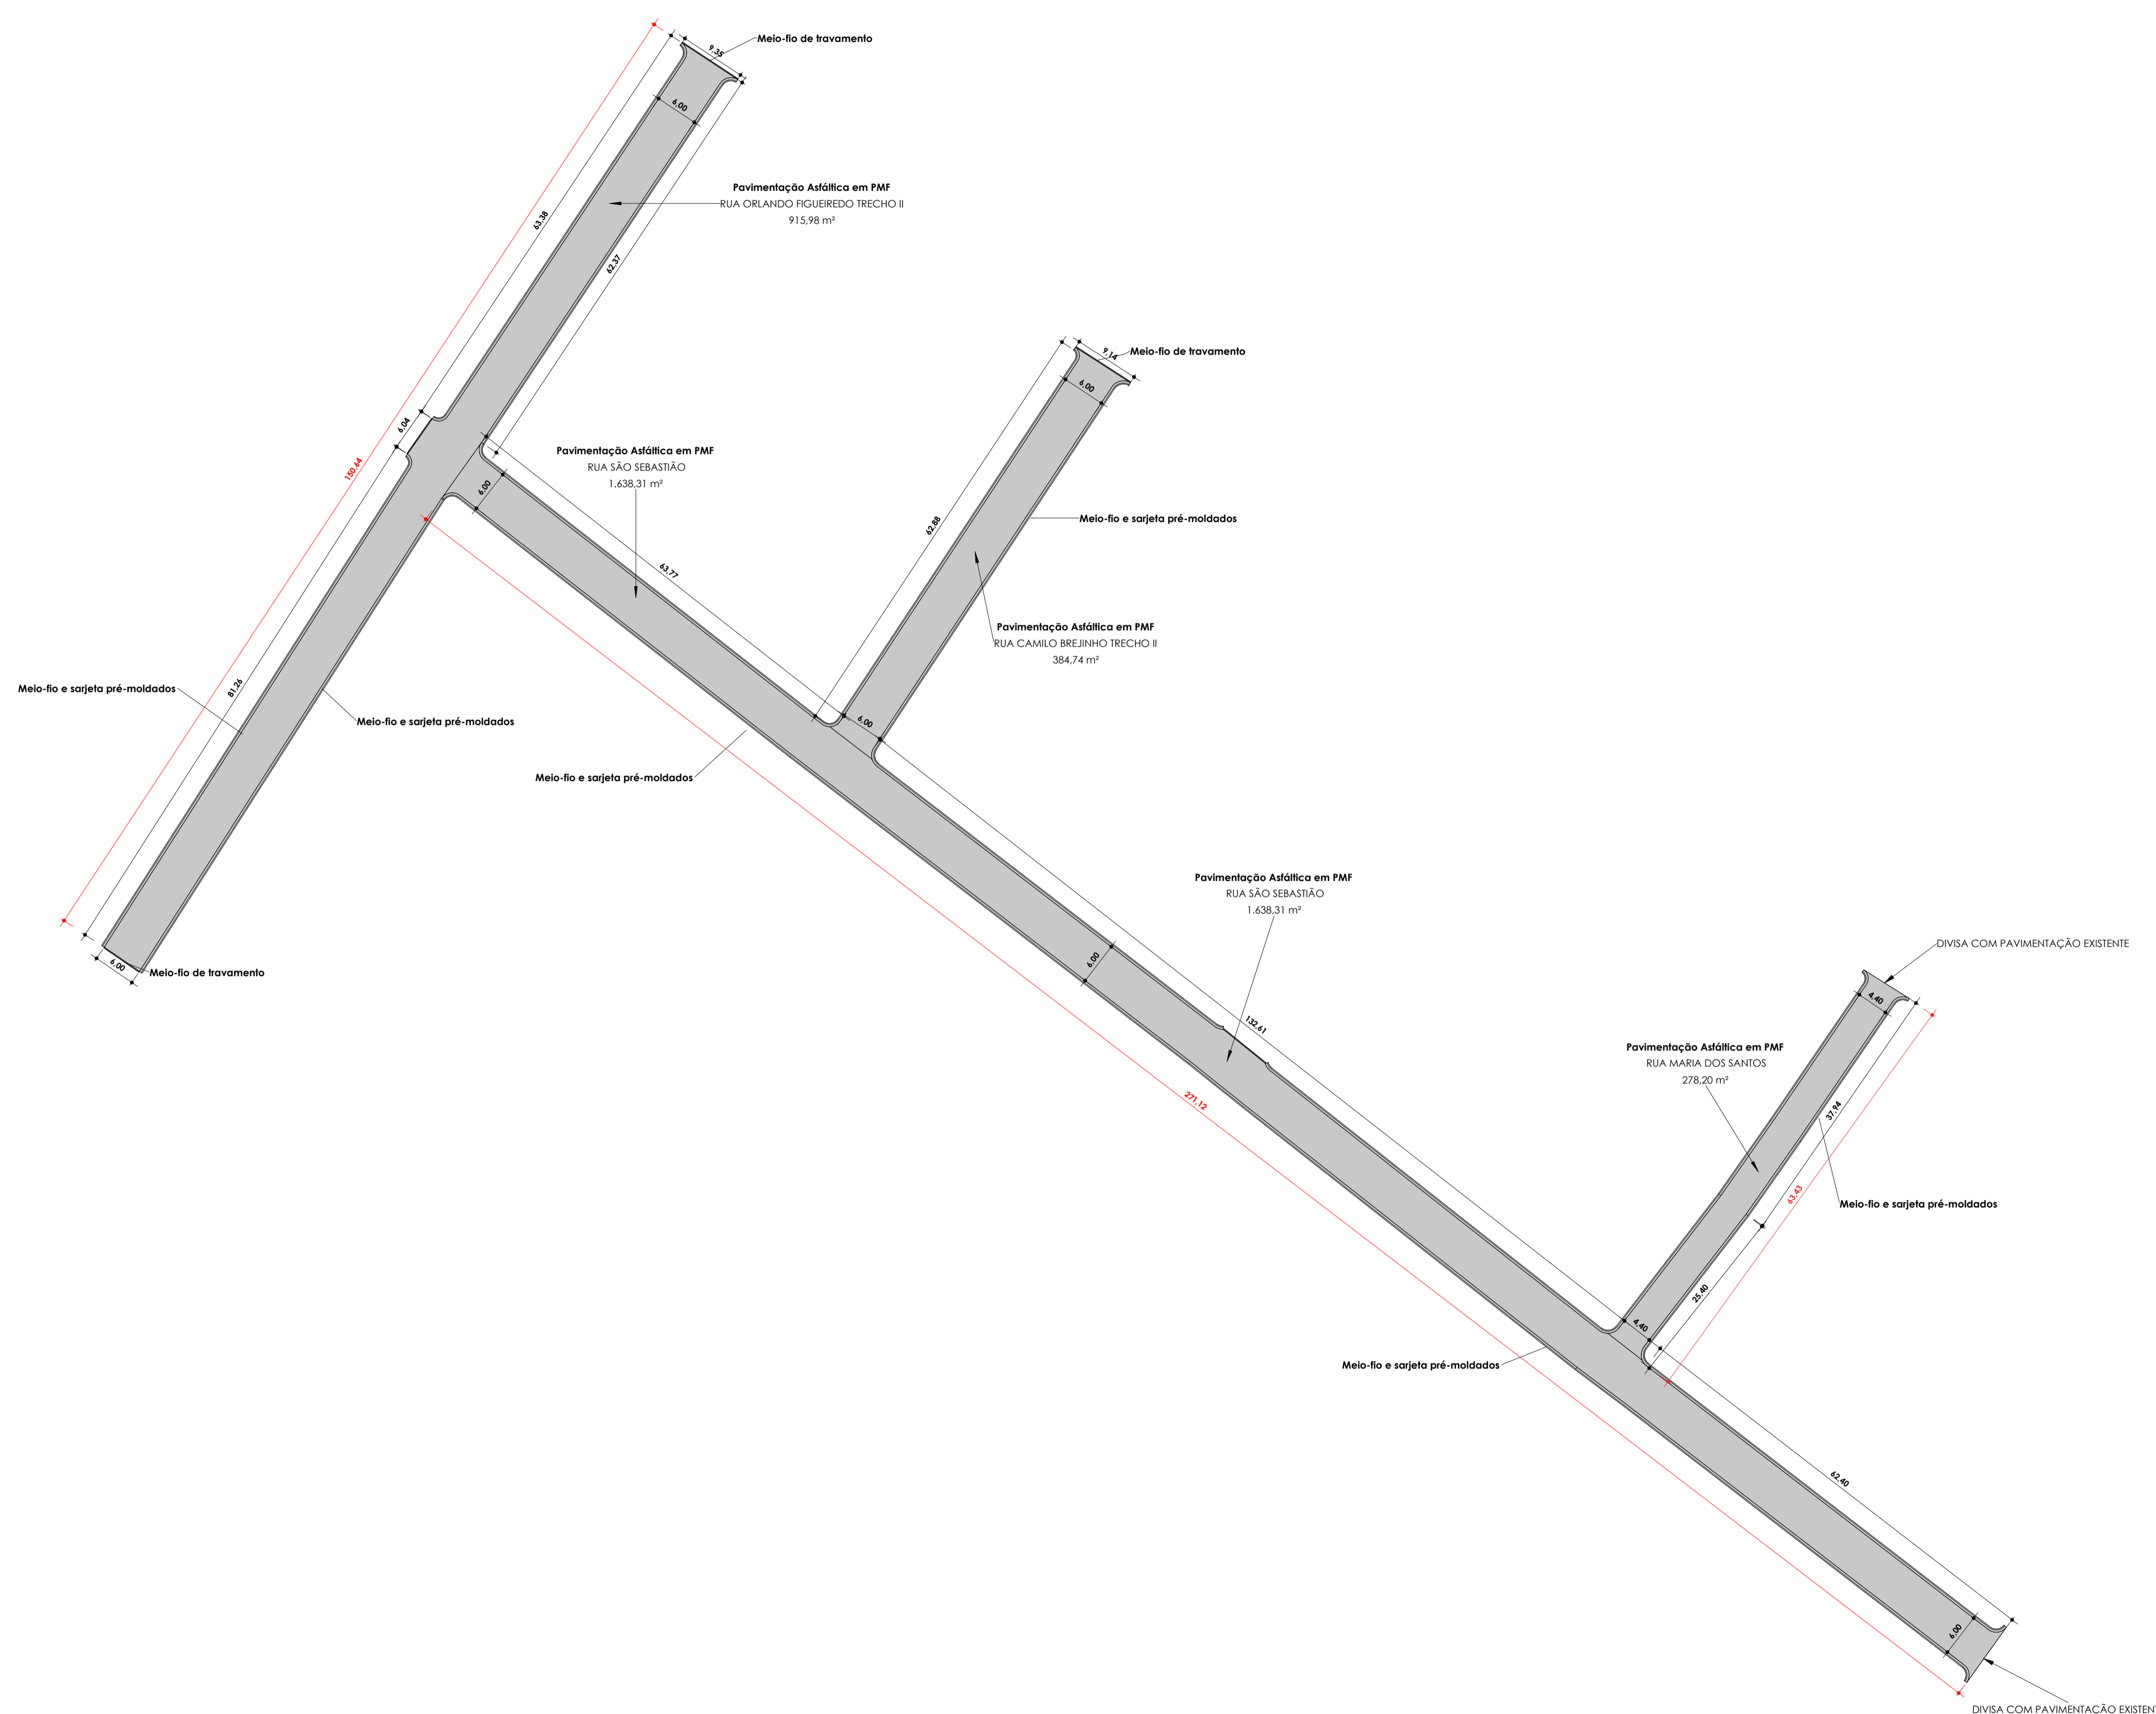 Meio-fio de travamento
9,35
6,00
63,38
62,37
Pavimentação Asfáltica em PMF
RUA ORLANDO FIGUEIREDO TRECHO II
915,98 m²
150,64
6,04
81,26
Meio-fio e sarjeta pré-moldados
Meio-fio e sarjeta pré-moldados
6,00
Meio-fio de travamento
Pavimentação Asfáltica em PMF
RUA SÃO SEBASTIÃO
1.638,31 m²
6,00
63,77
Meio-fio e sarjeta pré-moldados
9,14
Meio-fio de travamento
6,00
62,88
Meio-fio e sarjeta pré-moldados
Pavimentação Asfáltica em PMF
RUA CAMILO BREJINHO TRECHO II
384,74 m²
6,00
Pavimentação Asfáltica em PMF
RUA SÃO SEBASTIÃO
1.638,31 m²
6,00
132,61
271,12
DIVISA COM PAVIMENTAÇÃO EXISTENTE
4,40
Pavimentação Asfáltica em PMF
RUA MARIA DOS SANTOS
278,20 m²
37,94
63,43
Meio-fio e sarjeta pré-moldados
25,40
4,40
Meio-fio e sarjeta pré-moldados
62,40
6,00
DIVISA COM PAVIMENTAÇÃO EXISTEN